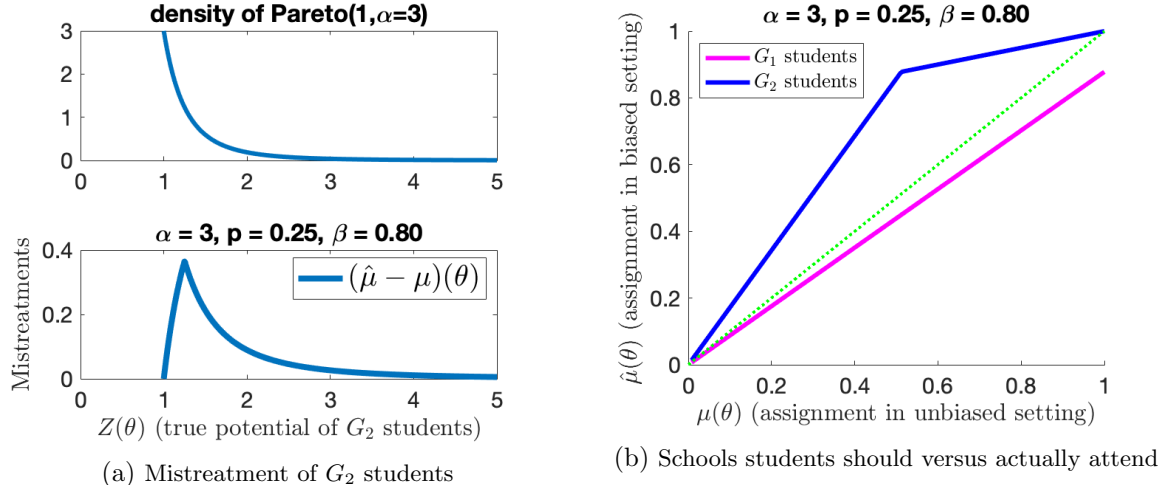 density of Pareto(1,α=3)
3
2
1
0
0 1 2 3 4 5
α = 3, p = 0.25, β = 0.80
Mistreatments
0.4
0.2
0
(μ̂ − μ)(θ)
0 1 2 3 4 5
Z(θ) (true potential of G₂ students)
(a) Mistreatment of G₂ students
α = 3, p = 0.25, β = 0.80
μ̂(θ) (assignment in biased setting)
1
0.8
0.6
0.4
0.2
0
G₁ students
G₂ students
0 0.2 0.4 0.6 0.8 1
μ(θ) (assignment in unbiased setting)
(b) Schools students should versus actually attend